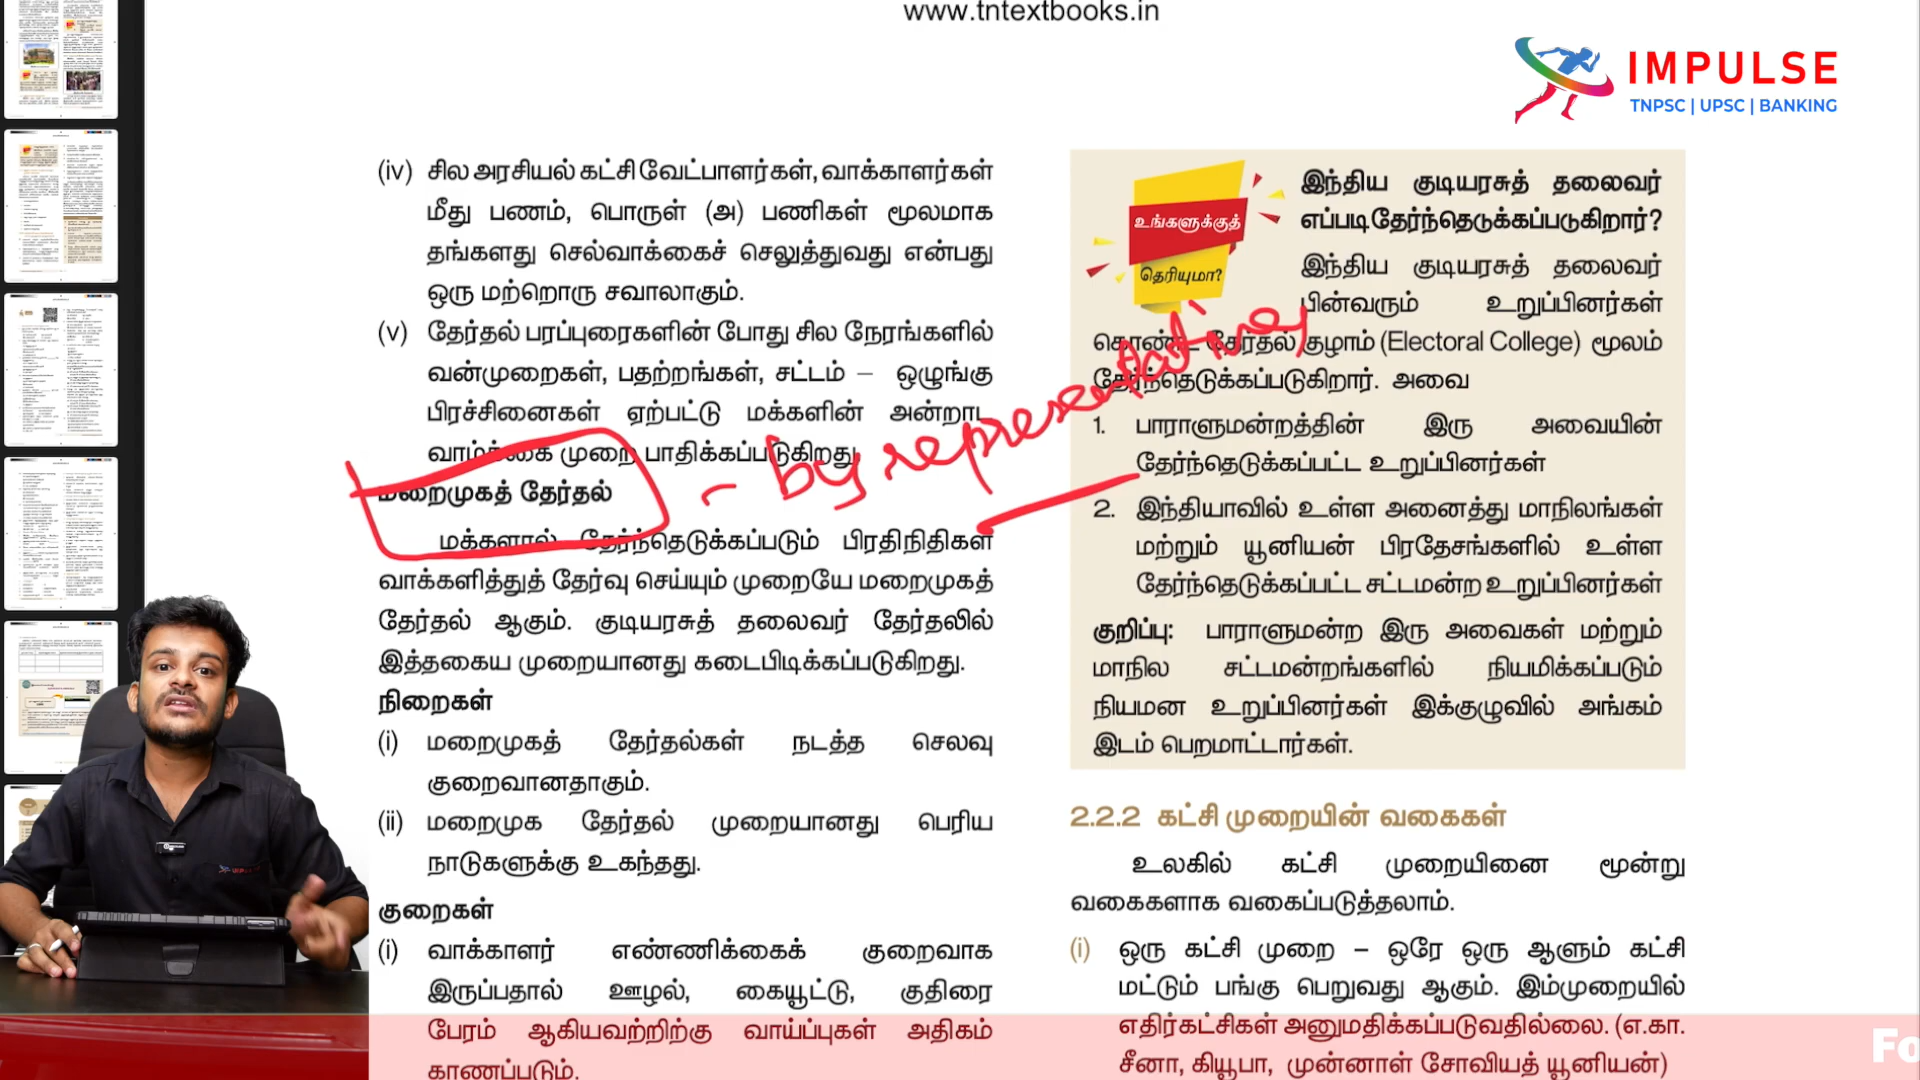 www.tntextbooks.in
IMPULSE
TNPSC | UPSC | BANKING
(iv) சில அரசியல் கட்சி வேட்பாளர்கள், வாக்காளர்கள்
மீது பணம், பொருள் (அ) பணிகள் மூலமாக
தங்களது செல்வாக்கைச் செலுத்துவது என்பது
ஒரு மற்றொரு சவாலாகும்.
(v) தேர்தல் பரப்புரைகளின் போது சில நேரங்களில்
வன்முறைகள், பதற்றங்கள், சட்டம் – ஒழுங்கு
பிரச்சினைகள் ஏற்பட்டு மக்களின் அன்றாட
வாழ்க்கை முறை பாதிக்கப்படுகிறது.
மறைமுகத் தேர்தல்
- by representatives
மக்களால் தேர்ந்தெடுக்கப்படும் பிரதிநிதிகள்
வாக்களித்துத் தேர்வு செய்யும் முறையே மறைமுகத்
தேர்தல் ஆகும். குடியரசுத் தலைவர் தேர்தலில்
இத்தகைய முறையானது கடைபிடிக்கப்படுகிறது.
நிறைகள்
(i) மறைமுகத் தேர்தல்கள் நடத்த செலவு
குறைவானதாகும்.
(ii) மறைமுக தேர்தல் முறையானது பெரிய
நாடுகளுக்கு உகந்தது.
குறைகள்
(i) வாக்காளர் எண்ணிக்கைக் குறைவாக
இருப்பதால் ஊழல், கையூட்டு, குதிரை
பேரம் ஆகியவற்றிற்கு வாய்ப்புகள் அதிகம்
காணப்படும்.
உங்களுக்குத்
தெரியுமா?
இந்திய குடியரசுத் தலைவர்
எப்படிதேர்ந்தெடுக்கப்படுகிறார்?
இந்திய குடியரசுத் தலைவர்
பின்வரும் உறுப்பினர்கள்
கொண்ட தேர்தல் குழாம் (Electoral College) மூலம்
தேர்ந்தெடுக்கப்படுகிறார். அவை
1. பாராளுமன்றத்தின் இரு அவையின்
தேர்ந்தெடுக்கப்பட்ட உறுப்பினர்கள்
2. இந்தியாவில் உள்ள அனைத்து மாநிலங்கள்
மற்றும் யூனியன் பிரதேசங்களில் உள்ள
தேர்ந்தெடுக்கப்பட்ட சட்டமன்ற உறுப்பினர்கள்
குறிப்பு: பாராளுமன்ற இரு அவைகள் மற்றும்
மாநில சட்டமன்றங்களில் நியமிக்கப்படும்
நியமன உறுப்பினர்கள் இக்குழுவில் அங்கம்
இடம் பெறமாட்டார்கள்.
2.2.2 கட்சி முறையின் வகைகள்
உலகில் கட்சி முறையினை மூன்று
வகைகளாக வகைப்படுத்தலாம்.
(i) ஒரு கட்சி முறை – ஒரே ஒரு ஆளும் கட்சி
மட்டும் பங்கு பெறுவது ஆகும். இம்முறையில்
எதிர்கட்சிகள் அனுமதிக்கப்படுவதில்லை. (எ.கா.
சீனா, கியூபா, முன்னாள் சோவியத் யூனியன்)
Fo